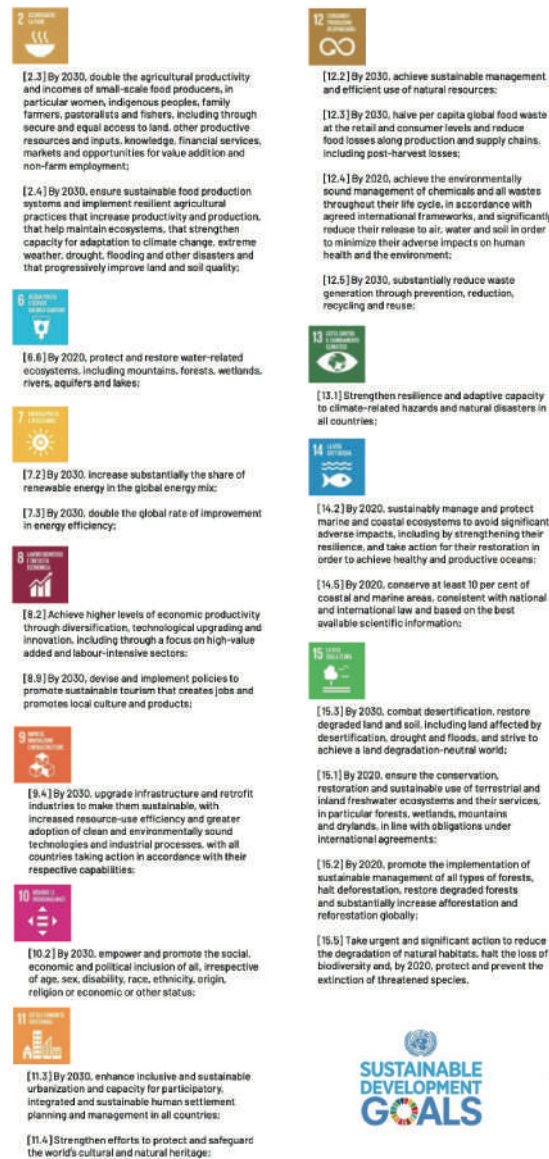 2
[2.3] By 2030, double the agricultural productivity
and incomes of small-scale food producers, in
particular women, indigenous peoples, family
farmers, pastoralists and fishers, including through
secure and equal access to land, other productive
resources and inputs, knowledge, financial services,
markets and opportunities for value addition and
non-farm employment;
[2.4] By 2030, ensure sustainable food production
systems and implement resilient agricultural
practices that increase productivity and production,
that help maintain ecosystems, that strengthen
capacity for adaptation to climate change, extreme
weather, drought, flooding and other disasters and
that progressively improve land and soil quality;
6
[6.6] By 2020, protect and restore water-related
ecosystems, including mountains, forests, wetlands,
rivers, aquifers and lakes;
7
[7.2] By 2030, increase substantially the share of
renewable energy in the global energy mix;
[7.3] By 2030, double the global rate of improvement
in energy efficiency;
8
[8.2] Achieve higher levels of economic productivity
through diversification, technological upgrading and
innovation, including through a focus on high-value
added and labour-intensive sectors;
[8.9] By 2030, devise and implement policies to
promote sustainable tourism that creates jobs and
promotes local culture and products;
9
[9.4] By 2030, upgrade infrastructure and retrofit
industries to make them sustainable, with
increased resource-use efficiency and greater
adoption of clean and environmentally sound
technologies and industrial processes, with all
countries taking action in accordance with their
respective capabilities;
10
[10.2] By 2030, empower and promote the social,
economic and political inclusion of all, irrespective
of age, sex, disability, race, ethnicity, origin,
religion or economic or other status;
11
[11.3] By 2030, enhance inclusive and sustainable
urbanization and capacity for participatory,
integrated and sustainable human settlement
planning and management in all countries;
[11.4] Strengthen efforts to protect and safeguard
the world's cultural and natural heritage;
12
[12.2] By 2030, achieve sustainable management
and efficient use of natural resources;
[12.3] By 2030, halve per capita global food waste
at the retail and consumer levels and reduce
food losses along production and supply chains,
including post-harvest losses;
[12.4] By 2020, achieve the environmentally
sound management of chemicals and all wastes
throughout their life cycle, in accordance with
agreed international frameworks, and significantly
reduce their release to air, water and soil in order
to minimize their adverse impacts on human
health and the environment;
[12.5] By 2030, substantially reduce waste
generation through prevention, reduction,
recycling and reuse;
13
[13.1] Strengthen resilience and adaptive capacity
to climate-related hazards and natural disasters in
all countries;
14
[14.2] By 2020, sustainably manage and protect
marine and coastal ecosystems to avoid significant
adverse impacts, including by strengthening their
resilience, and take action for their restoration in
order to achieve healthy and productive oceans;
[14.5] By 2020, conserve at least 10 per cent of
coastal and marine areas, consistent with national
and international law and based on the best
available scientific information;
15
[15.3] By 2030, combat desertification, restore
degraded land and soil, including land affected by
desertification, drought and floods, and strive to
achieve a land degradation-neutral world;
[15.1] By 2020, ensure the conservation,
restoration and sustainable use of terrestrial and
inland freshwater ecosystems and their services,
in particular forests, wetlands, mountains
and drylands, in line with obligations under
international agreements;
[15.2] By 2020, promote the implementation of
sustainable management of all types of forests,
halt deforestation, restore degraded forests
and substantially increase afforestation and
reforestation globally;
[15.5] Take urgent and significant action to reduce
the degradation of natural habitats, halt the loss of
biodiversity and, by 2020, protect and prevent the
extinction of threatened species.
SUSTAINABLE
DEVELOPMENT
GOALS